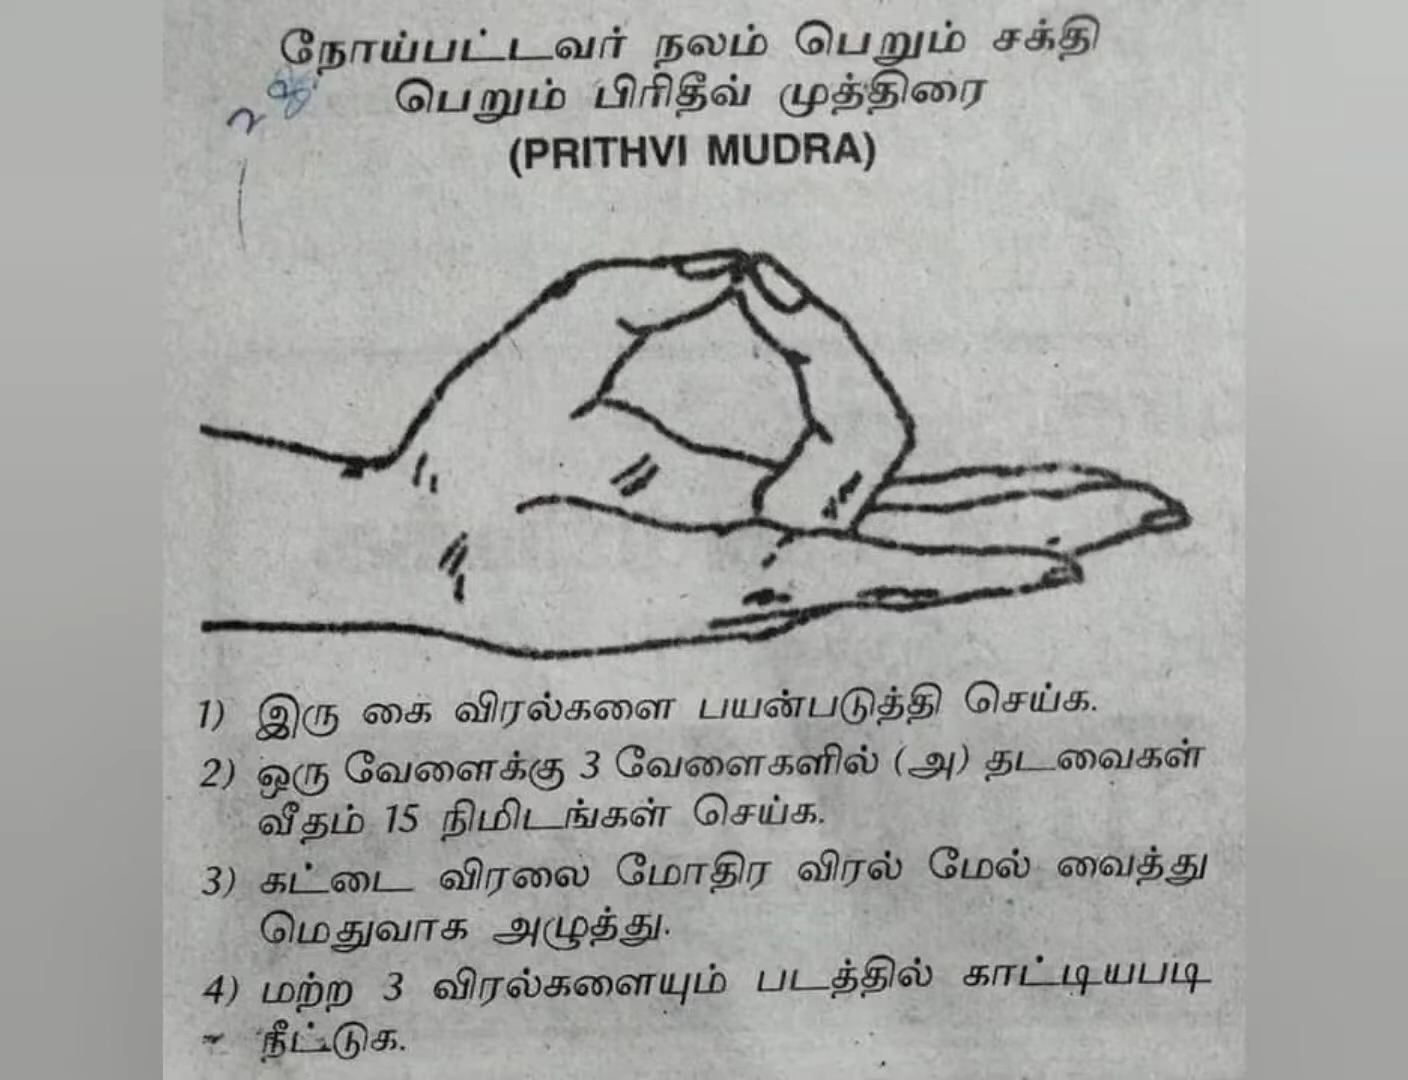 நோய்பட்டவர் நலம் பெறும் சக்தி
பெறும் பிரிதீவ் முத்திரை
(PRITHVI MUDRA)
1) இரு கை விரல்களை பயன்படுத்தி செய்க.
2) ஒரு வேளைக்கு 3 வேளைகளில் (அ) தடவைகள்
வீதம் 15 நிமிடங்கள் செய்க.
3) கட்டை விரலை மோதிர விரல் மேல் வைத்து
மெதுவாக அழுத்து.
4) மற்ற 3 விரல்களையும் படத்தில் காட்டியபடி
நீட்டுக.